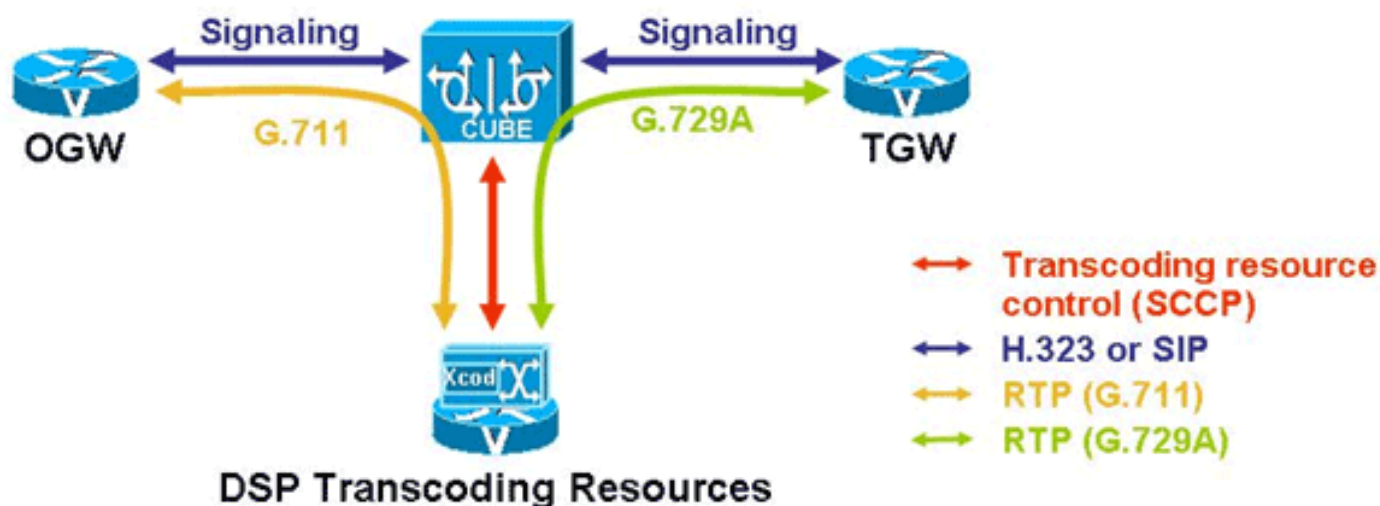 Signaling
Signaling
CUBE
G.711
G.729A
OGW
TGW
V
V
Transcoding resource
control (SCCP)
H.323 or SIP
Xcod
RTP (G.711)
V
RTP (G.729A)
DSP Transcoding Resources